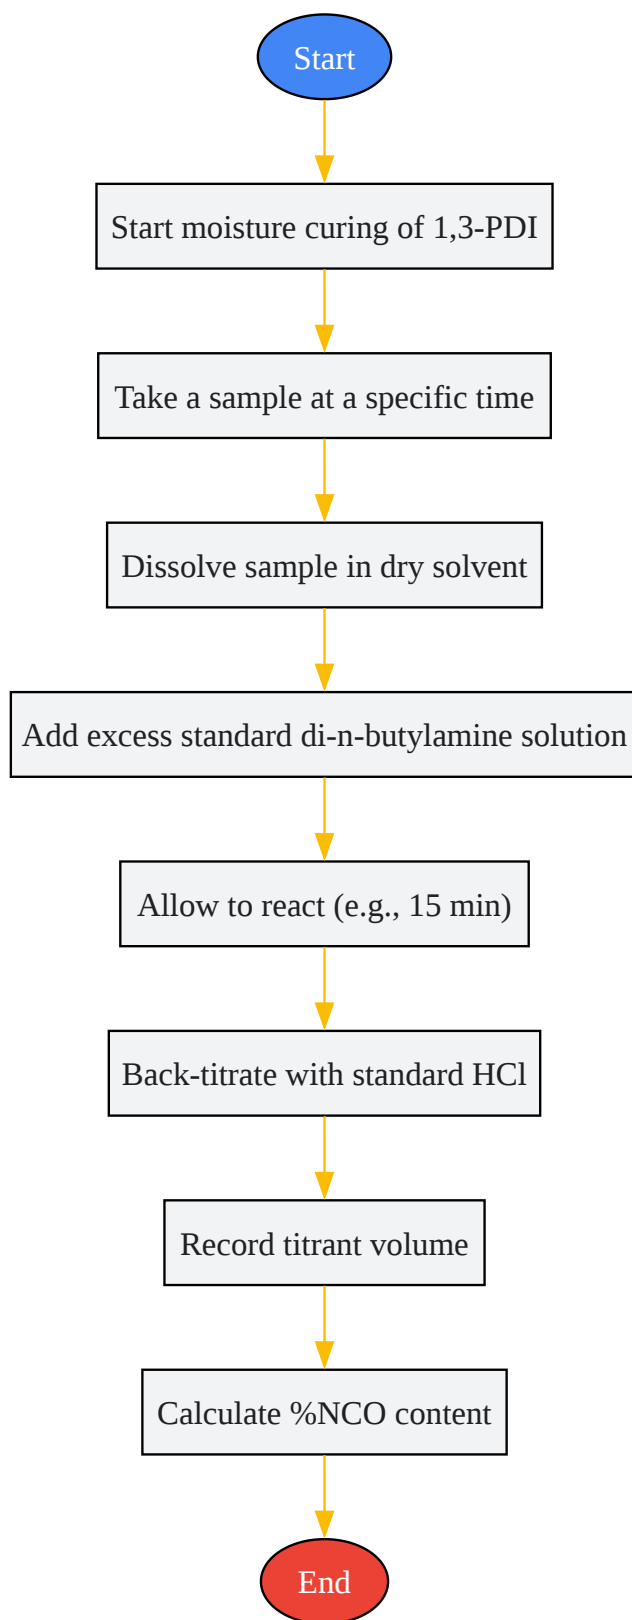 Start
Start moisture curing of 1,3-PDI
Take a sample at a specific time
Dissolve sample in dry solvent
Add excess standard di-n-butylamine solution
Allow to react (e.g., 15 min)
Back-titrate with standard HCl
Record titrant volume
Calculate %NCO content
End